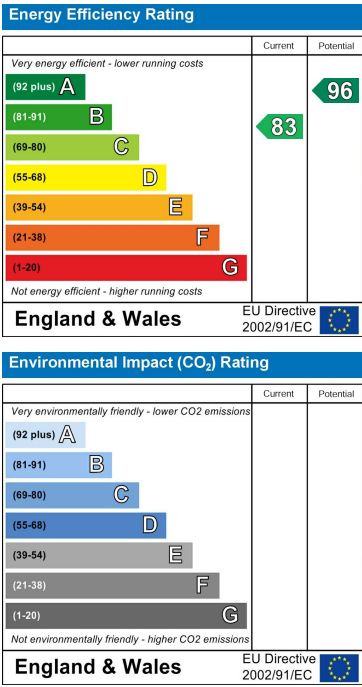 Energy Efficiency Rating
Current Potential
Very energy efficient - lower running costs
(92 plus) A
96
(81-91) B
83
(69-80) C
(55-68) D
(39-54) E
(21-38) F
(1-20) G
Not energy efficient - higher running costs
England & Wales
EU Directive
2002/91/EC
Environmental Impact (CO₂) Rating
Current Potential
Very environmentally friendly - lower CO2 emissions
(92 plus) A
(81-91) B
(69-80) C
(55-68) D
(39-54) E
(21-38) F
(1-20) G
Not environmentally friendly - higher CO2 emissions
England & Wales
EU Directive
2002/91/EC